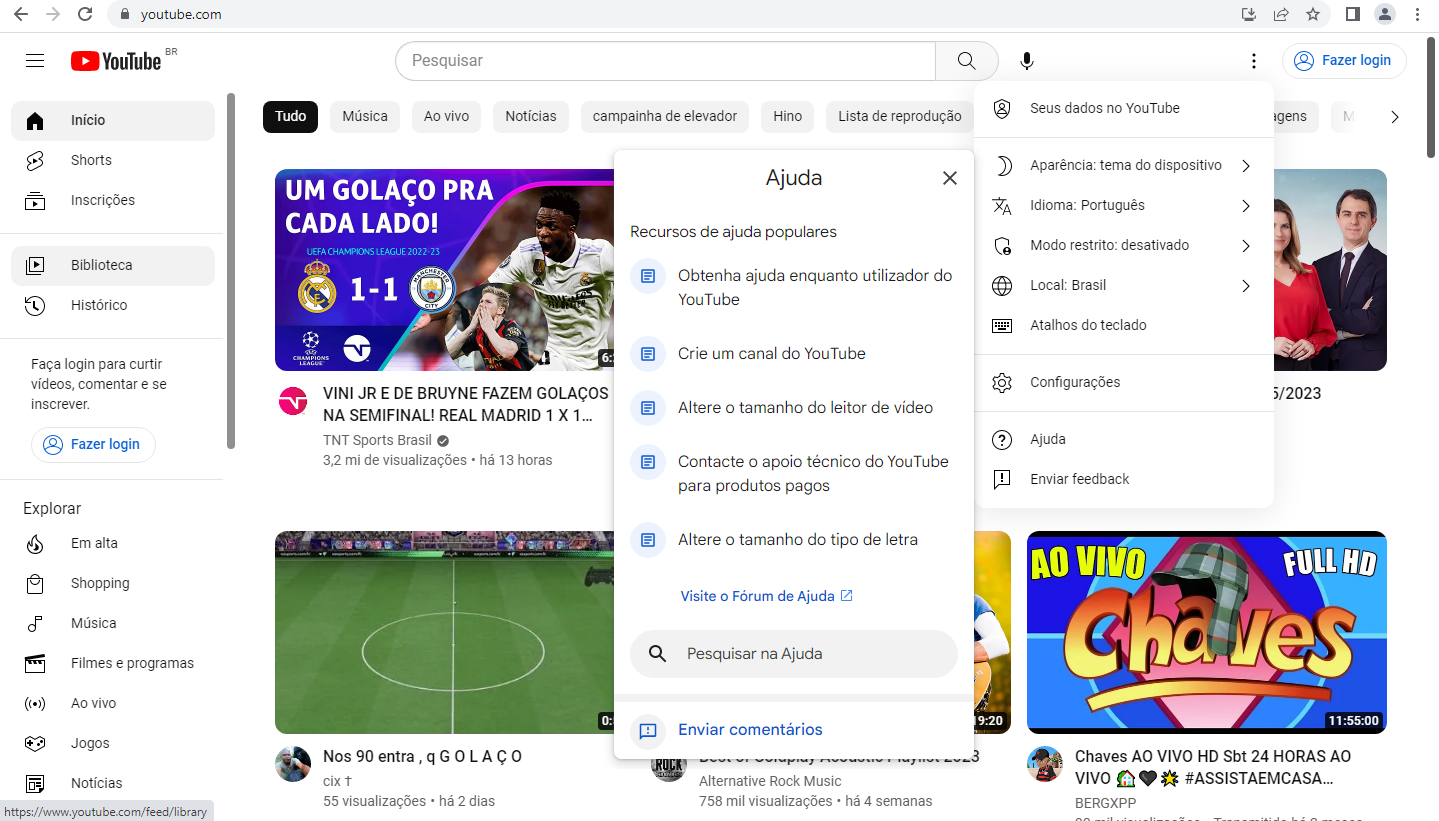 youtube.com
YouTube BR
Pesquisar
Fazer login
Início
Shorts
Inscrições
Biblioteca
Histórico
Faça login para curtir
vídeos, comentar e se
inscrever.
Fazer login
Explorar
Em alta
Shopping
Música
Filmes e programas
Ao vivo
Jogos
Notícias
https://www.youtube.com/feed/library
Tudo
Música
Ao vivo
Notícias
campainha de elevador
Hino
Lista de reprodução
UM GOLAÇO PRA
CADA LADO!
UEFA CHAMPIONS LEAGUE 2022-23
1-1
MANCHESTER
CITY
CHAMPIONS
LEAGUE
VINI JR E DE BRUYNE FAZEM GOLAÇOS
NA SEMIFINAL! REAL MADRID 1 X 1...
TNT Sports Brasil
3,2 mi de visualizações • há 13 horas
Nos 90 entra , q G O L A Ç O
cix †
55 visualizações • há 2 dias
Ajuda
Recursos de ajuda populares
Obtenha ajuda enquanto utilizador do
YouTube
Crie um canal do YouTube
Altere o tamanho do leitor de vídeo
Contacte o apoio técnico do YouTube
para produtos pagos
Altere o tamanho do tipo de letra
Visite o Fórum de Ajuda
Pesquisar na Ajuda
Enviar comentários
ROCK
Best of Coldplay Acoustic Playlist 2023
Alternative Rock Music
758 mil visualizações • há 4 semanas
Seus dados no YouTube
Aparência: tema do dispositivo
Idioma: Português
Modo restrito: desativado
Local: Brasil
Atalhos do teclado
Configurações
Ajuda
Enviar feedback
5/2023
AO VIVO
FULL HD
Chaves
11:55:00
Chaves AO VIVO HD Sbt 24 HORAS AO
VIVO 🏠🖤🌟 #ASSISTAEMCASA...
BERGXPP